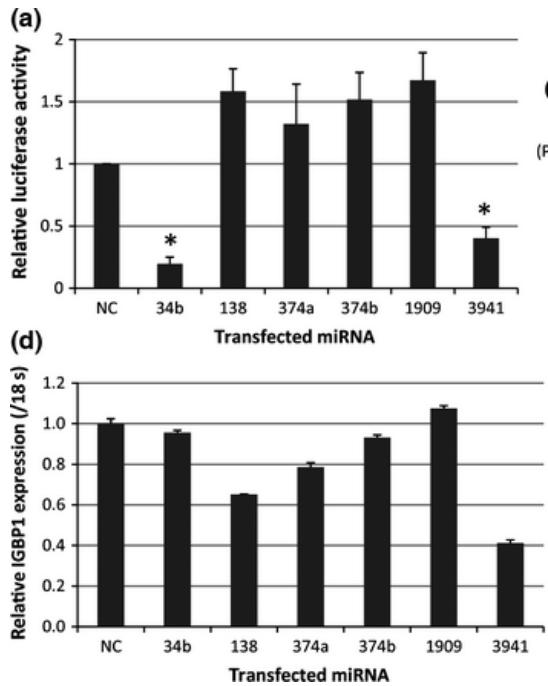 (a)
Relative luciferase activity
2
1.5
1
0.5
0
*
*
NC 34b 138 374a 374b 1909 3941
Transfected miRNA
(P
(d)
Relative IGBP1 expression (/18 s)
1.2
1.0
0.8
0.6
0.4
0.2
0.0
NC 34b 138 374a 374b 1909 3941
Transfected miRNA